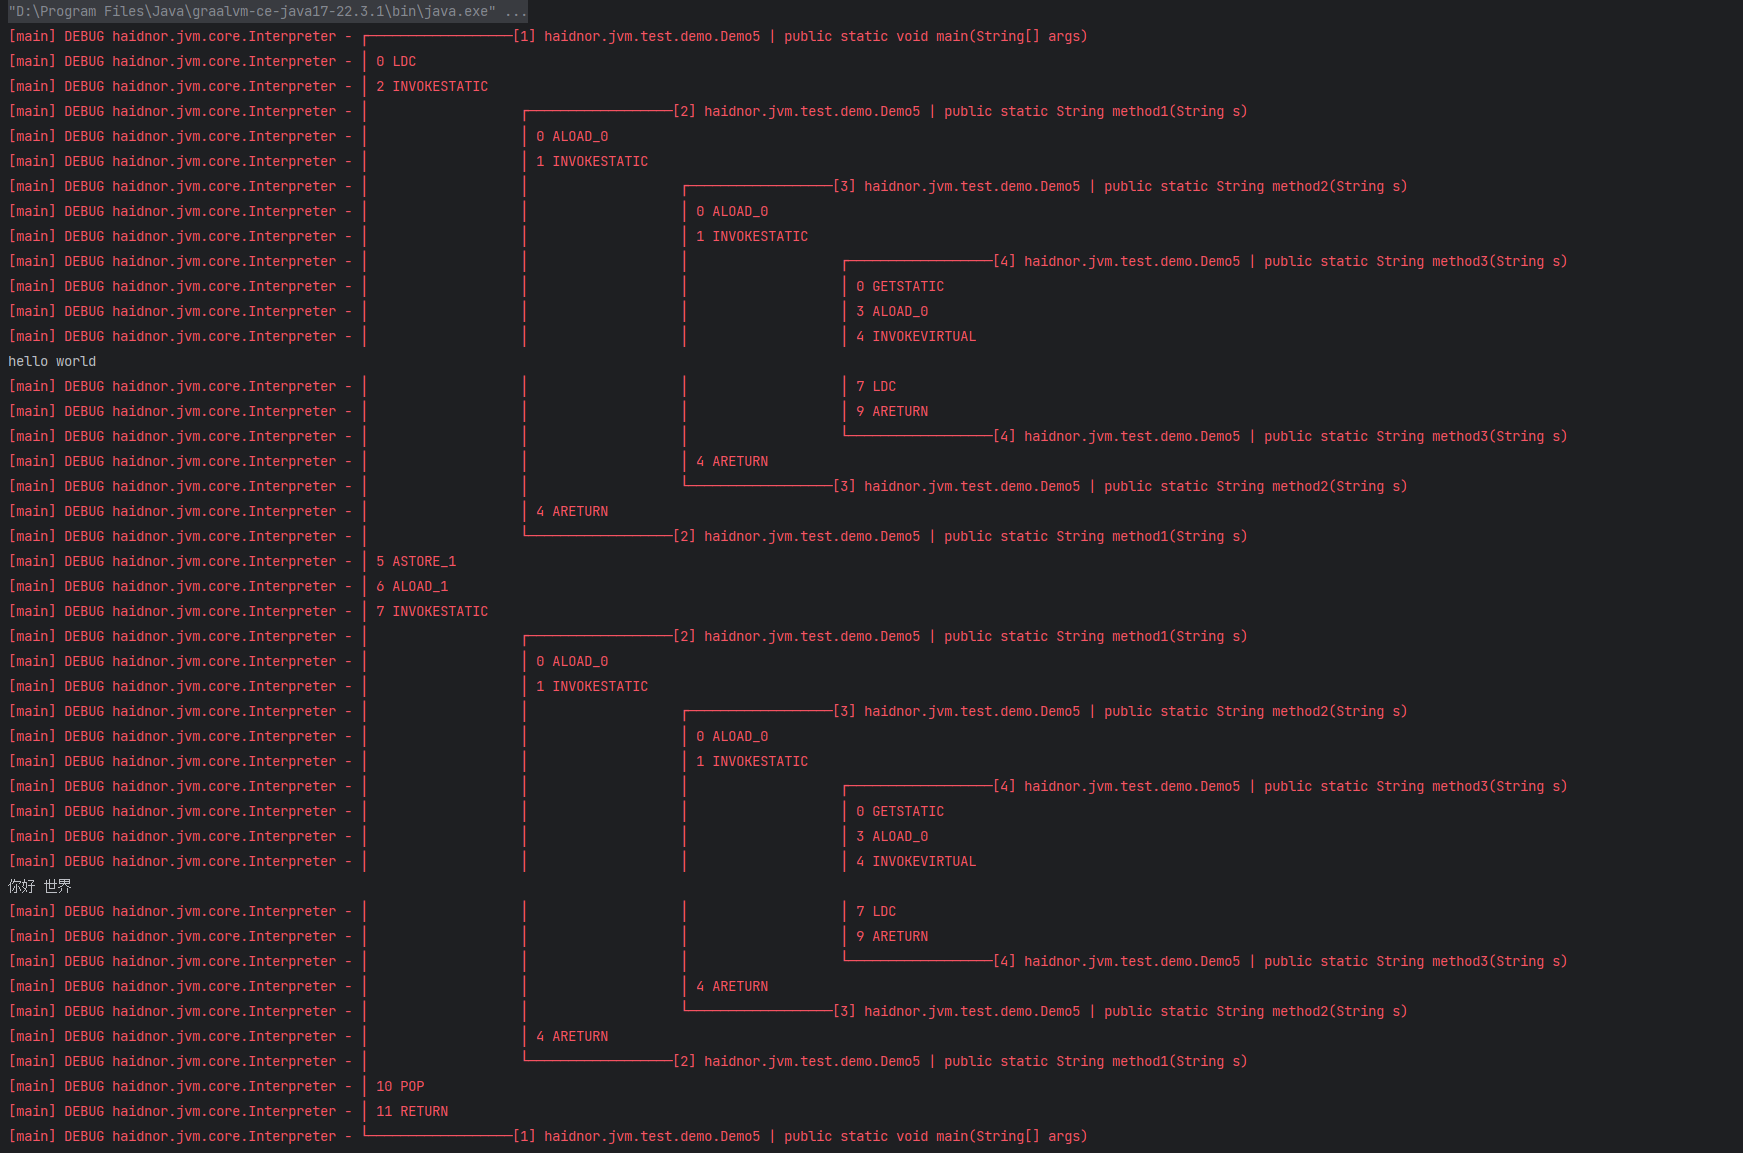 "D:\Program Files\Java\graalvm-ce-java17-22.3.1\bin\java.exe" ...
[main] DEBUG haidnor.jvm.core.Interpreter - ┌──────────────────[1] haidnor.jvm.test.demo.Demo5 | public static void main(String[] args)
[main] DEBUG haidnor.jvm.core.Interpreter - │ 0 LDC
[main] DEBUG haidnor.jvm.core.Interpreter - │ 2 INVOKESTATIC
[main] DEBUG haidnor.jvm.core.Interpreter - │                   ┌──────────────────[2] haidnor.jvm.test.demo.Demo5 | public static String method1(String s)
[main] DEBUG haidnor.jvm.core.Interpreter - │                   │ 0 ALOAD_0
[main] DEBUG haidnor.jvm.core.Interpreter - │                   │ 1 INVOKESTATIC
[main] DEBUG haidnor.jvm.core.Interpreter - │                   │                   ┌──────────────────[3] haidnor.jvm.test.demo.Demo5 | public static String method2(String s)
[main] DEBUG haidnor.jvm.core.Interpreter - │                   │                   │ 0 ALOAD_0
[main] DEBUG haidnor.jvm.core.Interpreter - │                   │                   │ 1 INVOKESTATIC
[main] DEBUG haidnor.jvm.core.Interpreter - │                   │                   │                   ┌──────────────────[4] haidnor.jvm.test.demo.Demo5 | public static String method3(String s)
[main] DEBUG haidnor.jvm.core.Interpreter - │                   │                   │                   │ 0 GETSTATIC
[main] DEBUG haidnor.jvm.core.Interpreter - │                   │                   │                   │ 3 ALOAD_0
[main] DEBUG haidnor.jvm.core.Interpreter - │                   │                   │                   │ 4 INVOKEVIRTUAL
hello world
[main] DEBUG haidnor.jvm.core.Interpreter - │                   │                   │                   │ 7 LDC
[main] DEBUG haidnor.jvm.core.Interpreter - │                   │                   │                   │ 9 ARETURN
[main] DEBUG haidnor.jvm.core.Interpreter - │                   │                   │                   └──────────────────[4] haidnor.jvm.test.demo.Demo5 | public static String method3(String s)
[main] DEBUG haidnor.jvm.core.Interpreter - │                   │                   │ 4 ARETURN
[main] DEBUG haidnor.jvm.core.Interpreter - │                   │                   └──────────────────[3] haidnor.jvm.test.demo.Demo5 | public static String method2(String s)
[main] DEBUG haidnor.jvm.core.Interpreter - │                   │ 4 ARETURN
[main] DEBUG haidnor.jvm.core.Interpreter - │                   └──────────────────[2] haidnor.jvm.test.demo.Demo5 | public static String method1(String s)
[main] DEBUG haidnor.jvm.core.Interpreter - │ 5 ASTORE_1
[main] DEBUG haidnor.jvm.core.Interpreter - │ 6 ALOAD_1
[main] DEBUG haidnor.jvm.core.Interpreter - │ 7 INVOKESTATIC
[main] DEBUG haidnor.jvm.core.Interpreter - │                   ┌──────────────────[2] haidnor.jvm.test.demo.Demo5 | public static String method1(String s)
[main] DEBUG haidnor.jvm.core.Interpreter - │                   │ 0 ALOAD_0
[main] DEBUG haidnor.jvm.core.Interpreter - │                   │ 1 INVOKESTATIC
[main] DEBUG haidnor.jvm.core.Interpreter - │                   │                   ┌──────────────────[3] haidnor.jvm.test.demo.Demo5 | public static String method2(String s)
[main] DEBUG haidnor.jvm.core.Interpreter - │                   │                   │ 0 ALOAD_0
[main] DEBUG haidnor.jvm.core.Interpreter - │                   │                   │ 1 INVOKESTATIC
[main] DEBUG haidnor.jvm.core.Interpreter - │                   │                   │                   ┌──────────────────[4] haidnor.jvm.test.demo.Demo5 | public static String method3(String s)
[main] DEBUG haidnor.jvm.core.Interpreter - │                   │                   │                   │ 0 GETSTATIC
[main] DEBUG haidnor.jvm.core.Interpreter - │                   │                   │                   │ 3 ALOAD_0
[main] DEBUG haidnor.jvm.core.Interpreter - │                   │                   │                   │ 4 INVOKEVIRTUAL
你好 世界
[main] DEBUG haidnor.jvm.core.Interpreter - │                   │                   │                   │ 7 LDC
[main] DEBUG haidnor.jvm.core.Interpreter - │                   │                   │                   │ 9 ARETURN
[main] DEBUG haidnor.jvm.core.Interpreter - │                   │                   │                   └──────────────────[4] haidnor.jvm.test.demo.Demo5 | public static String method3(String s)
[main] DEBUG haidnor.jvm.core.Interpreter - │                   │                   │ 4 ARETURN
[main] DEBUG haidnor.jvm.core.Interpreter - │                   │                   └──────────────────[3] haidnor.jvm.test.demo.Demo5 | public static String method2(String s)
[main] DEBUG haidnor.jvm.core.Interpreter - │                   │ 4 ARETURN
[main] DEBUG haidnor.jvm.core.Interpreter - │                   └──────────────────[2] haidnor.jvm.test.demo.Demo5 | public static String method1(String s)
[main] DEBUG haidnor.jvm.core.Interpreter - │ 10 POP
[main] DEBUG haidnor.jvm.core.Interpreter - │ 11 RETURN
[main] DEBUG haidnor.jvm.core.Interpreter - └──────────────────[1] haidnor.jvm.test.demo.Demo5 | public static void main(String[] args)